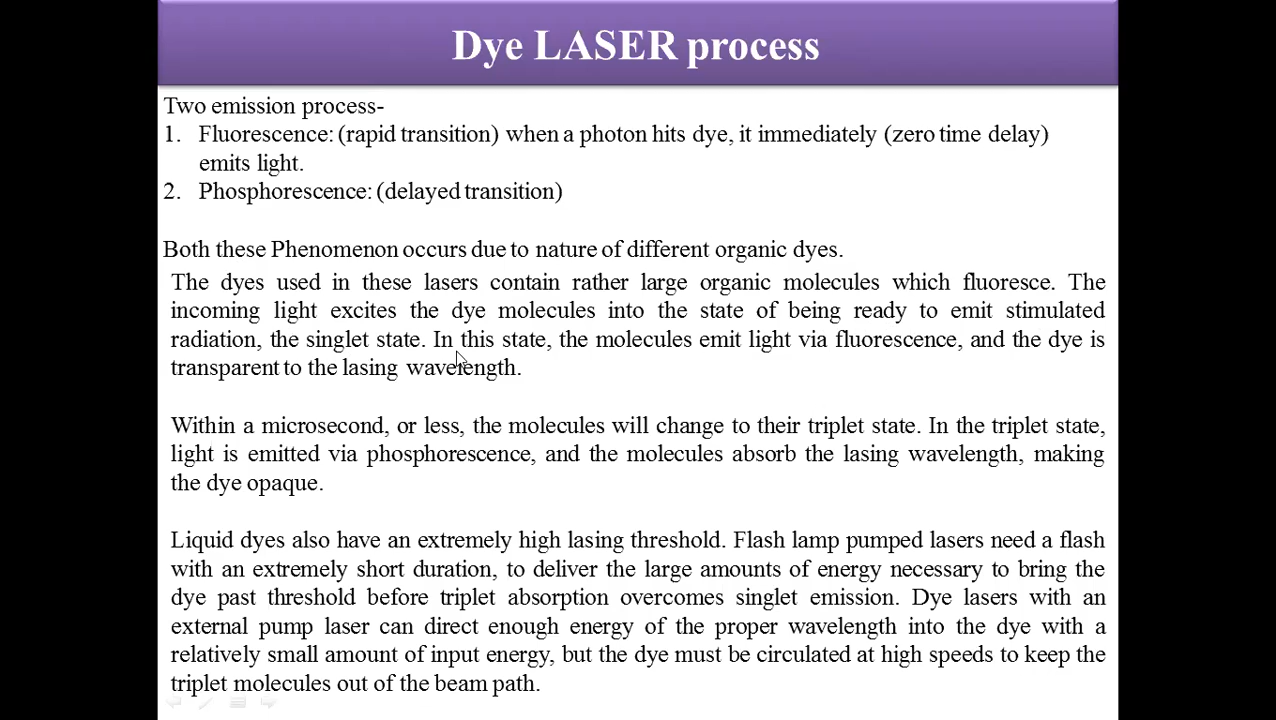 Dye LASER process
Two emission process-
1. Fluorescence: (rapid transition) when a photon hits dye, it immediately (zero time delay)
emits light.
2. Phosphorescence: (delayed transition)
Both these Phenomenon occurs due to nature of different organic dyes.
The dyes used in these lasers contain rather large organic molecules which fluoresce. The
incoming light excites the dye molecules into the state of being ready to emit stimulated
radiation, the singlet state. In this state, the molecules emit light via fluorescence, and the dye is
transparent to the lasing wavelength.
Within a microsecond, or less, the molecules will change to their triplet state. In the triplet state,
light is emitted via phosphorescence, and the molecules absorb the lasing wavelength, making
the dye opaque.
Liquid dyes also have an extremely high lasing threshold. Flash lamp pumped lasers need a flash
with an extremely short duration, to deliver the large amounts of energy necessary to bring the
dye past threshold before triplet absorption overcomes singlet emission. Dye lasers with an
external pump laser can direct enough energy of the proper wavelength into the dye with a
relatively small amount of input energy, but the dye must be circulated at high speeds to keep the
triplet molecules out of the beam path.